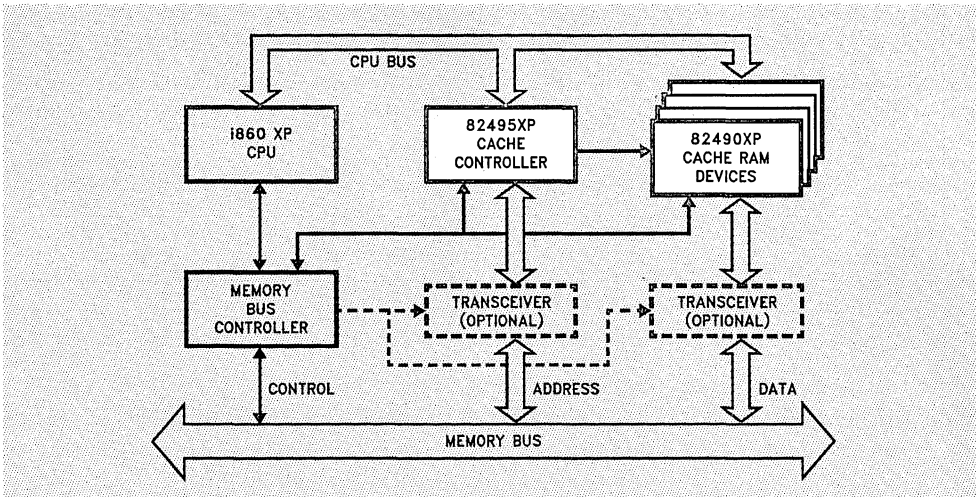 CPU BUS
i860 XP
CPU
82495XP
CACHE
CONTROLLER
82490XP
CACHE RAM
DEVICES
MEMORY
BUS
CONTROLLER
TRANSCEIVER
(OPTIONAL)
TRANSCEIVER
(OPTIONAL)
CONTROL
ADDRESS
DATA
MEMORY BUS